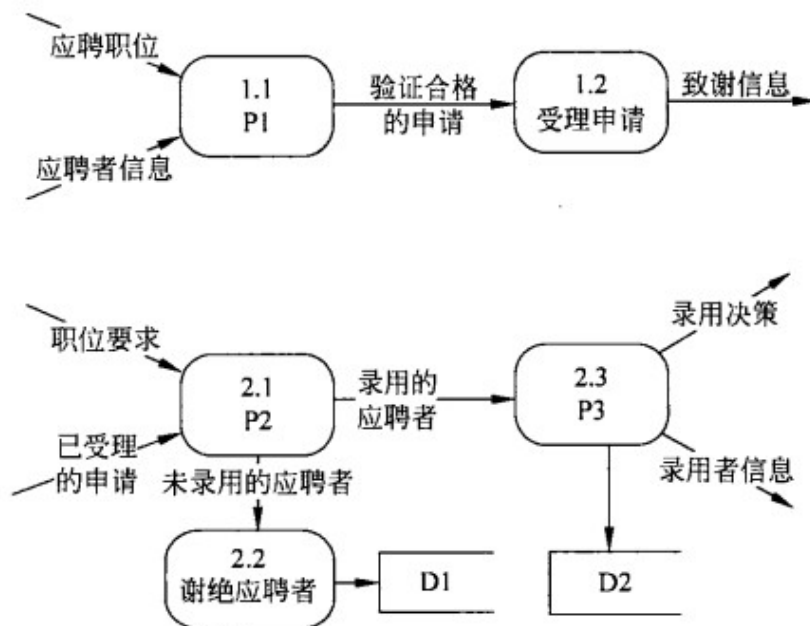 应聘职位
1.1
P1
验证合格
的申请
1.2
受理申请
致谢信息
应聘者信息
职位要求
2.1
P2
已受理
的申请
录用的
应聘者
2.3
P3
录用决策
录用者信息
未录用的应聘者
2.2
谢绝应聘者
D1
D2